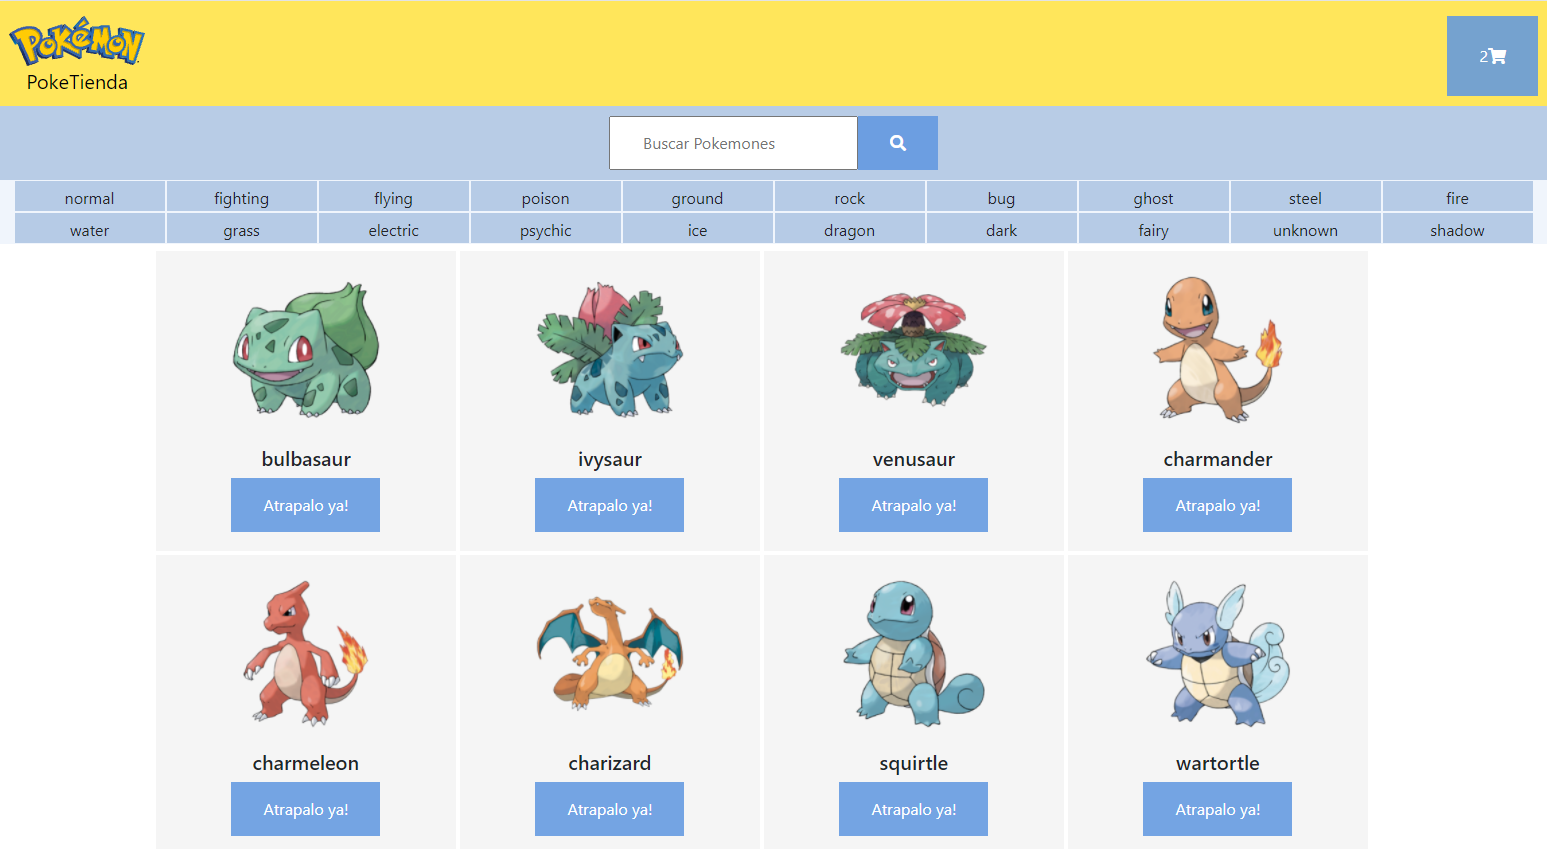 POKéMON
PokeTienda
2
Buscar Pokemones
normal fighting flying poison ground rock bug ghost steel fire
water grass electric psychic ice dragon dark fairy unknown shadow
bulbasaur ivysaur venusaur charmander
Atrapalo ya! Atrapalo ya! Atrapalo ya! Atrapalo ya!
charmeleon charizard squirtle wartortle
Atrapalo ya! Atrapalo ya! Atrapalo ya! Atrapalo ya!